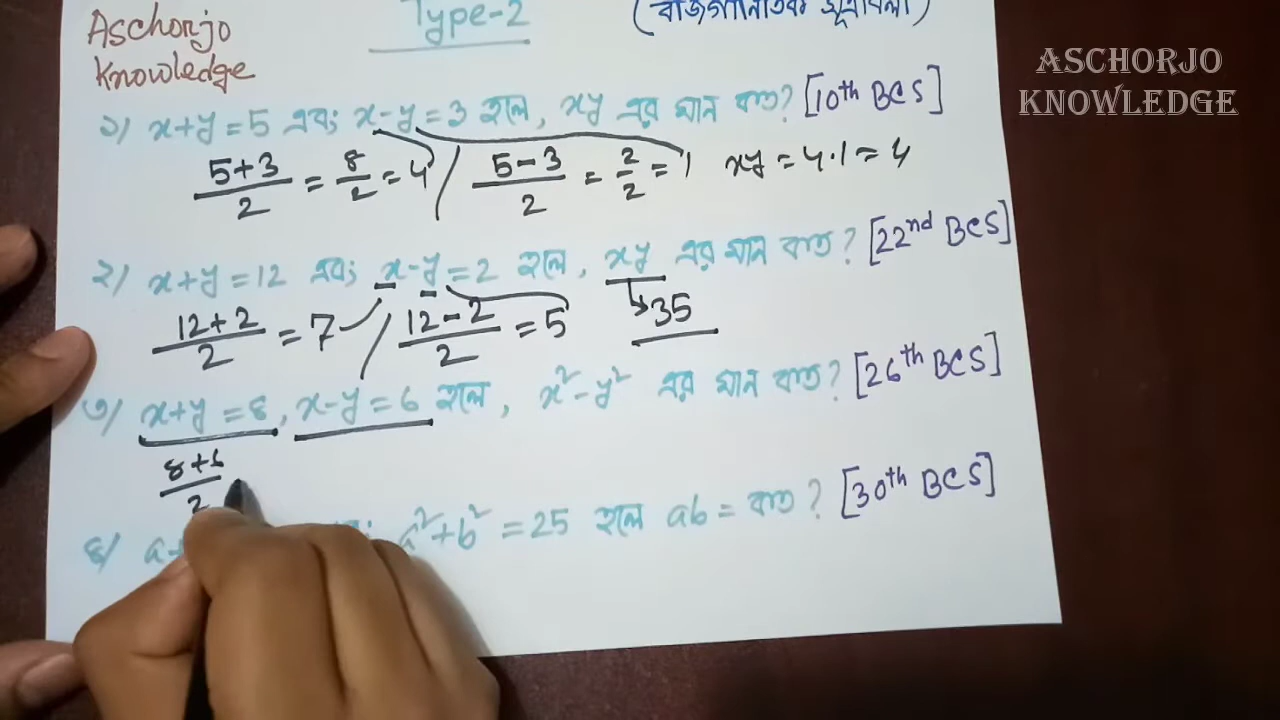 Aschorjo
Knowledge
Type-2
(বীজগাণিতিক সূত্রাবলী)
ASCHORJO
KNOWLEDGE
১) x+y=5 এবং x-y=3 হলে, xy এর মান কত? [10th BCS]
5+3/2 = 8/2 = 4 / 5-3/2 = 2/2 = 1 xy = 4.1 = 4
২) x+y=12 এবং x-y=2 হলে, xy এর মান কত? [22nd BCS]
12+2/2 = 7 / 12-2/2 = 5 35
৩) x+y=8, x-y=6 হলে, x²-y² এর মান কত? [26th BCS]
8+6/2
৪) a²+b²=25 হলে ab= কত? [30th BCS]